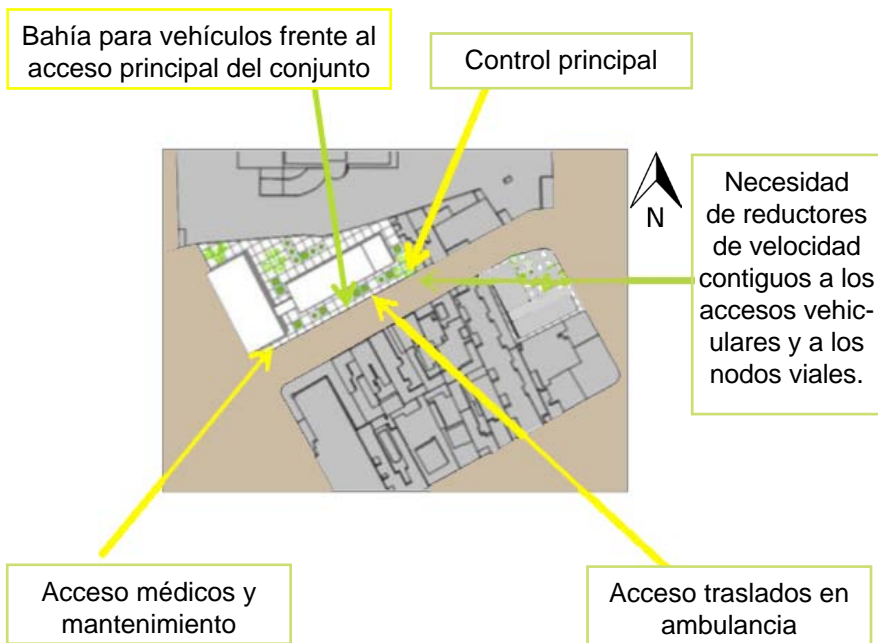 Bahía para vehículos frente al
acceso principal del conjunto
Control principal
Necesidad
de reductores
de velocidad
contiguos a los
accesos vehic-
ulares y a los
nodos viales.
N
Acceso médicos y
mantenimiento
Acceso traslados en
ambulancia